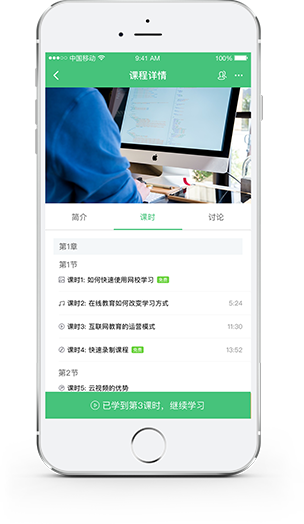 中国移动
9:41 AM
100%
课程详情
简介
课时
讨论
第1章
第1节
课时1: 如何快速使用网校学习 免费
课时2: 在线教育如何改变学习方式 5:24
课时3: 互联网教育的运营模式 11:30
课时4: 快速录制课程 免费 13:52
第2节
课时5: 云视频的优势
已学到第3课时，继续学习